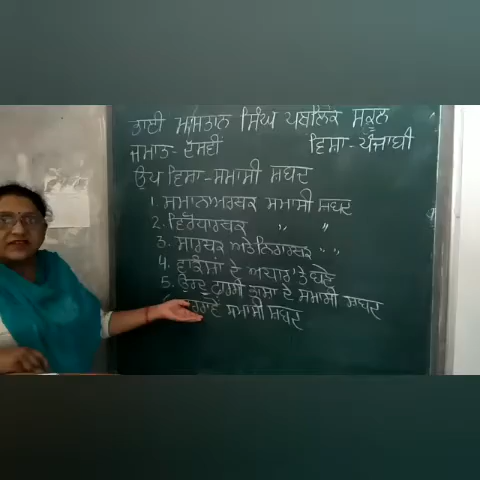 ਭਾਈ ਮਸਤਾਨ ਸਿੰਘ ਪਬਲਿਕ ਸਕੂਲ
ਜਮਾਤ- ਦਸਵੀਂ ਵਿਸ਼ਾ- ਪੰਜਾਬੀ
ਉਪ ਵਿਸ਼ਾ-ਸਮਾਸੀ ਸ਼ਬਦ
1. ਸਮਾਨਅਰਥਕ ਸਮਾਸੀ ਸ਼ਬਦ
2. ਵਿਰੋਧਾਰਥਕ " "
3. ਸਾਰਥਕ ਅਤੇ ਨਿਰਾਰਥਕ " "
4. ਵਾਕੰਸ਼ਾਂ ਦੇ ਅਧਾਰ 'ਤੇ ਬਣੇ
5. ਉਰਦੂ ਫ਼ਾਰਸੀ ਭਾਸ਼ਾ ਦੇ ਸਮਾਸੀ ਸ਼ਬਦ
ਸਮਾਸੀ ਸ਼ਬਦ